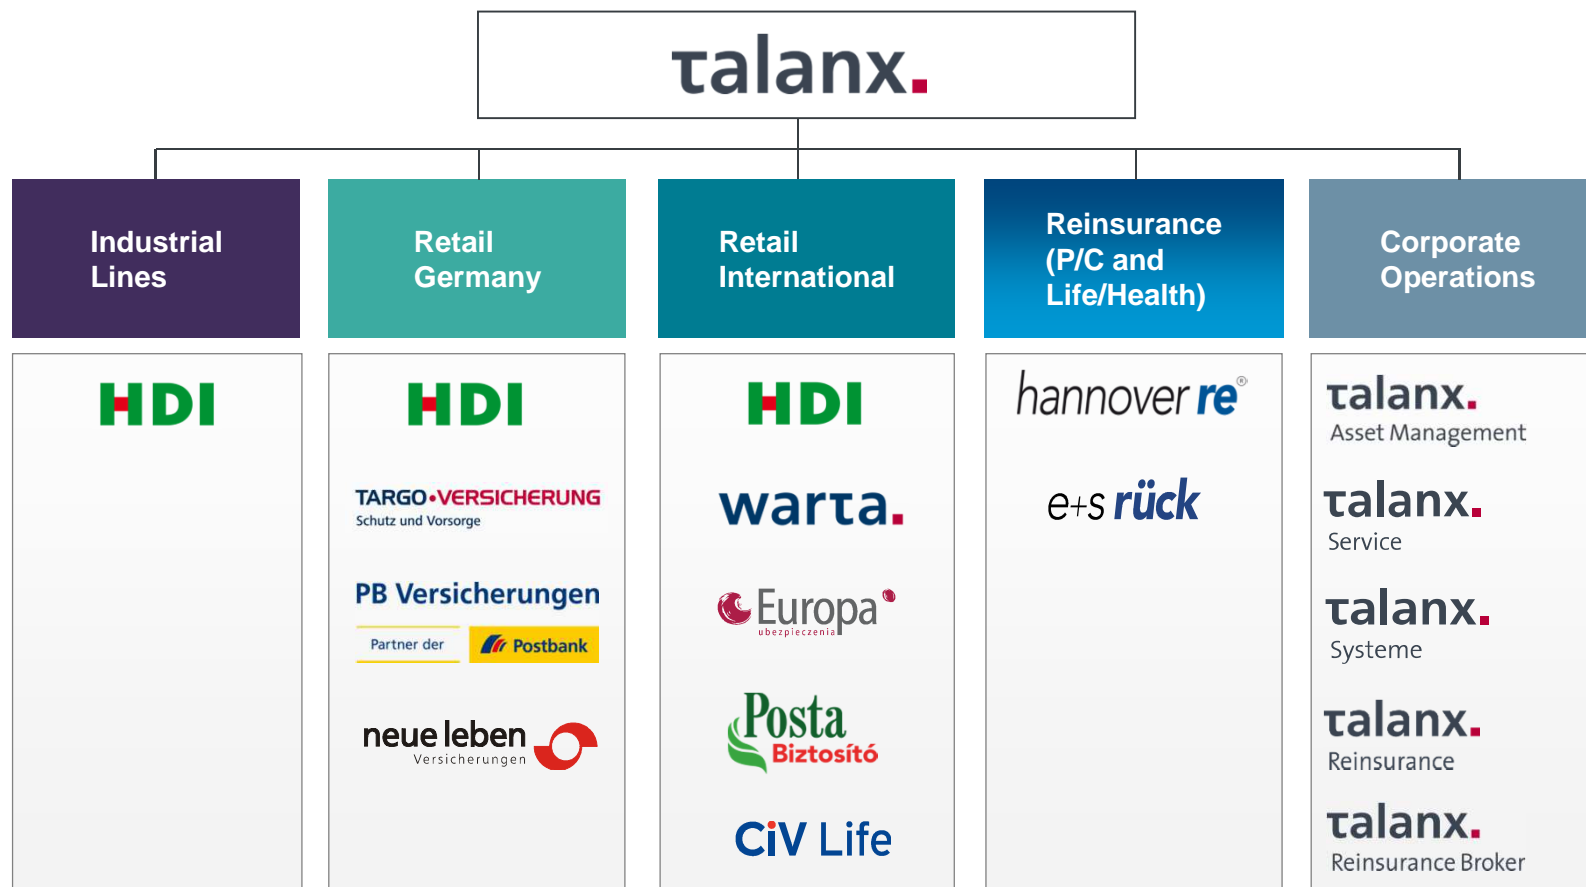 talanx.
Industrial
Lines
Retail
Germany
Retail
International
Reinsurance
(P/C and
Life/Health)
Corporate
Operations
HDI
HDI
TARGO•VERSICHERUNG
Schutz und Vorsorge
PB Versicherungen
Partner der
Postbank
neue leben
Versicherungen
HDI
warta.
Europa
ubezpieczenia
Posta
Biztosító
CiV Life
hannover re®
e+s rück
talanx.
Asset Management
talanx.
Service
talanx.
Systeme
talanx.
Reinsurance
talanx.
Reinsurance Broker